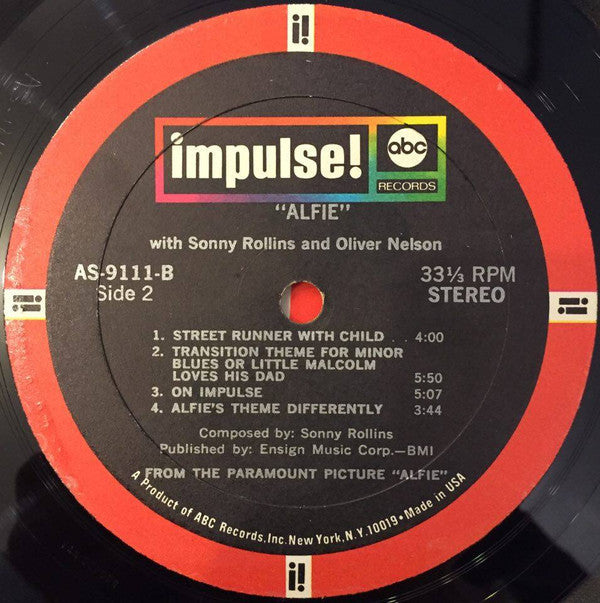 i!
impulse!
abc
RECORDS
"ALFIE"
with Sonny Rollins and Oliver Nelson
AS-9111-B
Side 2
33⅓ RPM
STEREO
i!
i!
1. STREET RUNNER WITH CHILD . . 4:00
2. TRANSITION THEME FOR MINOR
BLUES OR LITTLE MALCOLM
LOVES HIS DAD 5:50
3. ON IMPULSE 5:07
4. ALFIE'S THEME DIFFERENTLY 3:44
Composed by: Sonny Rollins
Published by: Ensign Music Corp.—BMI
FROM THE PARAMOUNT PICTURE "ALFIE"
A Product of ABC Records, Inc. New York, N.Y. 10019 • Made in USA
i!